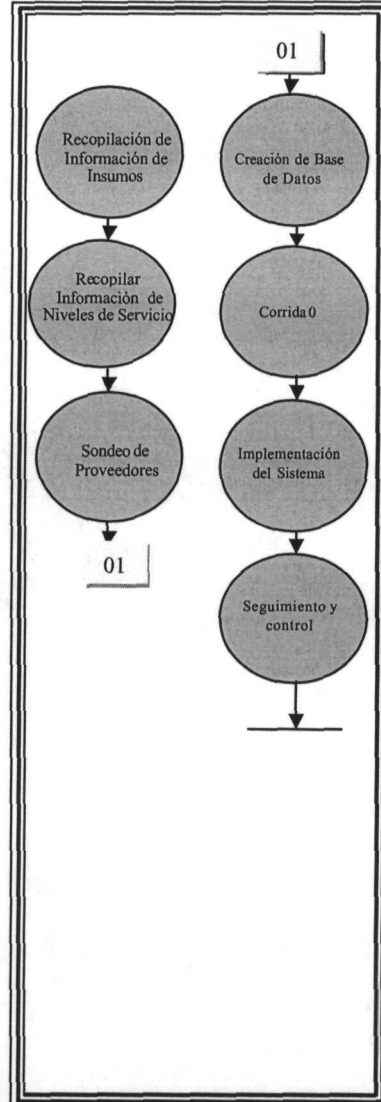 Recopilación de
Información de
Insumos
Recopilar
Información de
Niveles de Servicio
Sondeo de
Proveedores
01
01
Creación de Base
de Datos
Corrida 0
Implementación
del Sistema
Seguimiento y
control